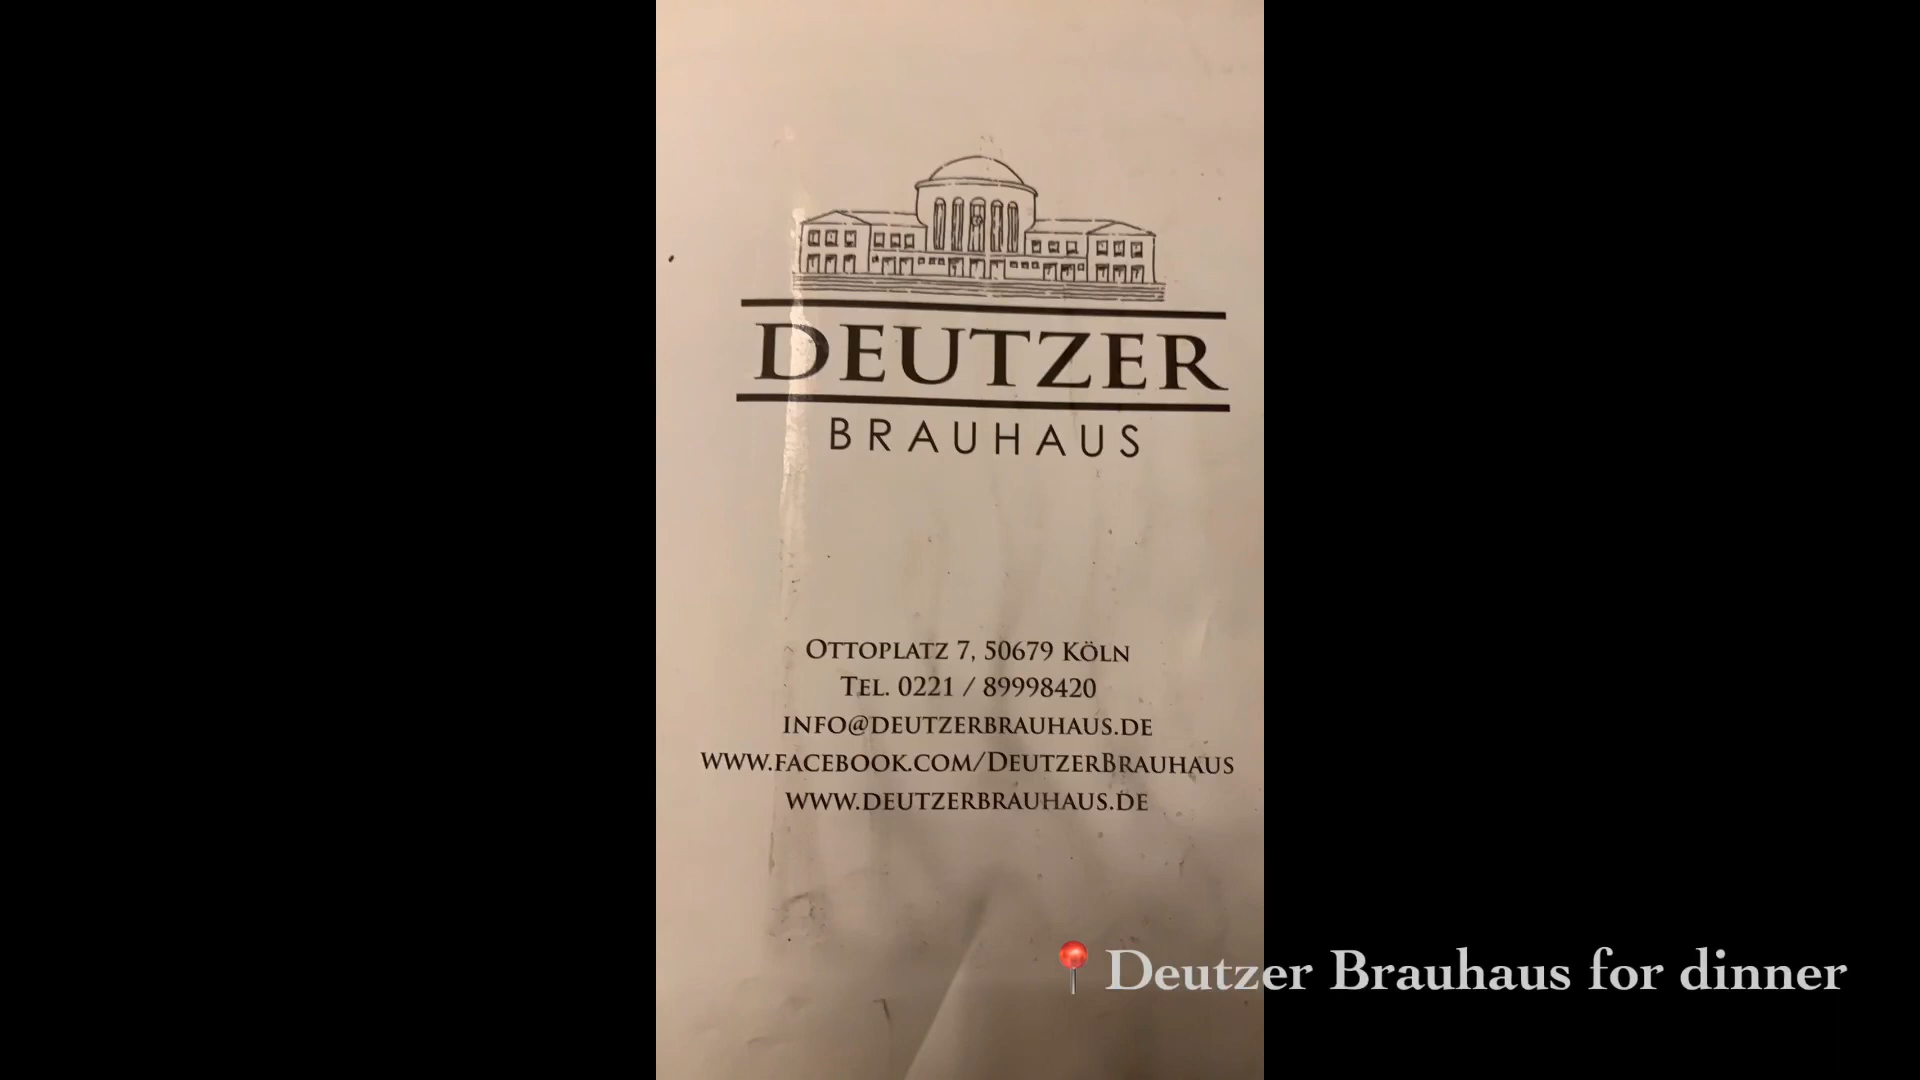 DEUTZER
BRAUHAUS
Ottoplatz 7, 50679 Köln
Tel. 0221 / 89998420
info@deutzerbrauhaus.de
www.facebook.com/DeutzerBrauhaus
www.deutzerbrauhaus.de
📍Deutzer Brauhaus for dinner